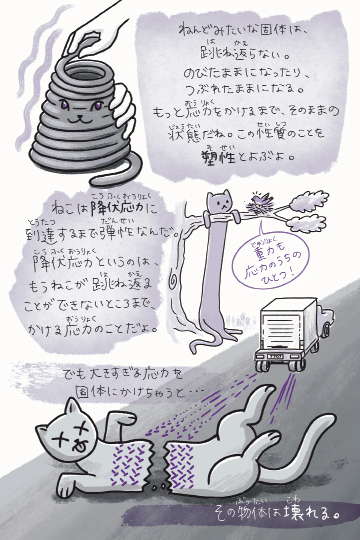 ねんどみたいな固体は、
跳ね返らない。
のびたままになったり、
つぶれたままになる。
もっと応力をかけるまで、そのままの
状態だね。この性質のことを
塑性とよぶよ。
ねこは降伏応力に
到達するまで弾性なんだ。
降伏応力というのは、
もうねこが跳ね返る
ことができないところまで、
かける応力のことだよ。
重力も
応力のうちの
ひとつ！
でも大きすぎる応力を
固体にかけちゃうと…
その物体は壊れる。